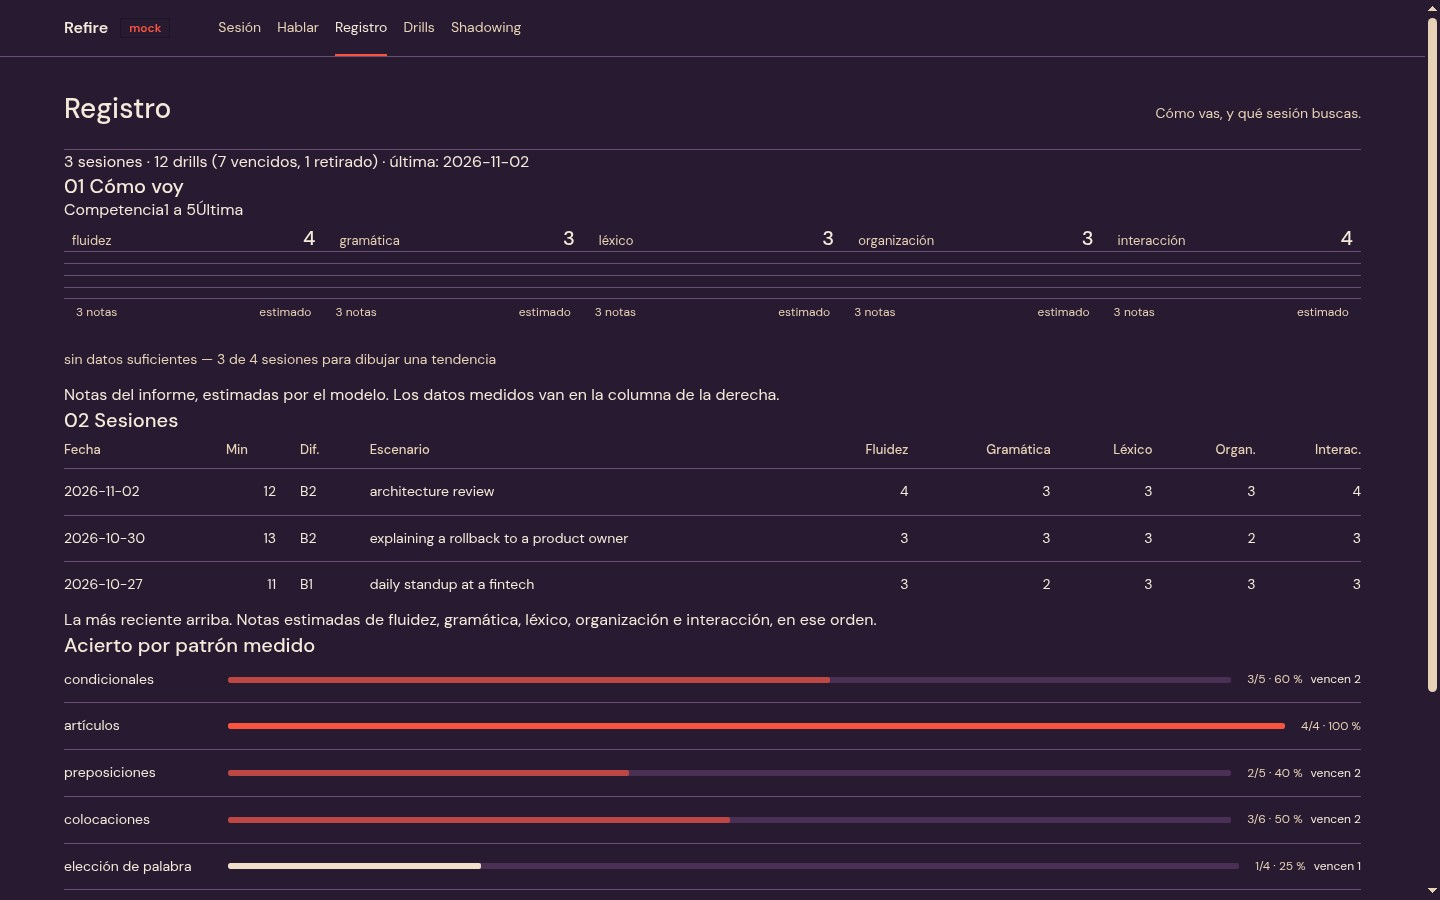 Refire mock Sesión Hablar Registro Drills Shadowing
Registro
Cómo vas, y qué sesión buscas.
3 sesiones · 12 drills (7 vencidos, 1 retirado) · última: 2026-11-02
01 Cómo voy
Competencia1 a 5Última
fluidez 4 gramática 3 léxico 3 organización 3 interacción 4
3 notas estimado 3 notas estimado 3 notas estimado 3 notas estimado 3 notas estimado
sin datos suficientes — 3 de 4 sesiones para dibujar una tendencia
Notas del informe, estimadas por el modelo. Los datos medidos van en la columna de la derecha.
02 Sesiones
Fecha Min Dif. Escenario Fluidez Gramática Léxico Organ. Interac.
2026-11-02 12 B2 architecture review 4 3 3 3 4
2026-10-30 13 B2 explaining a rollback to a product owner 3 3 3 2 3
2026-10-27 11 B1 daily standup at a fintech 3 2 3 3 3
La más reciente arriba. Notas estimadas de fluidez, gramática, léxico, organización e interacción, en ese orden.
Acierto por patrón medido
condicionales 3/5 · 60 % vencen 2
artículos 4/4 · 100 %
preposiciones 2/5 · 40 % vencen 2
colocaciones 3/6 · 50 % vencen 2
elección de palabra 1/4 · 25 % vencen 1